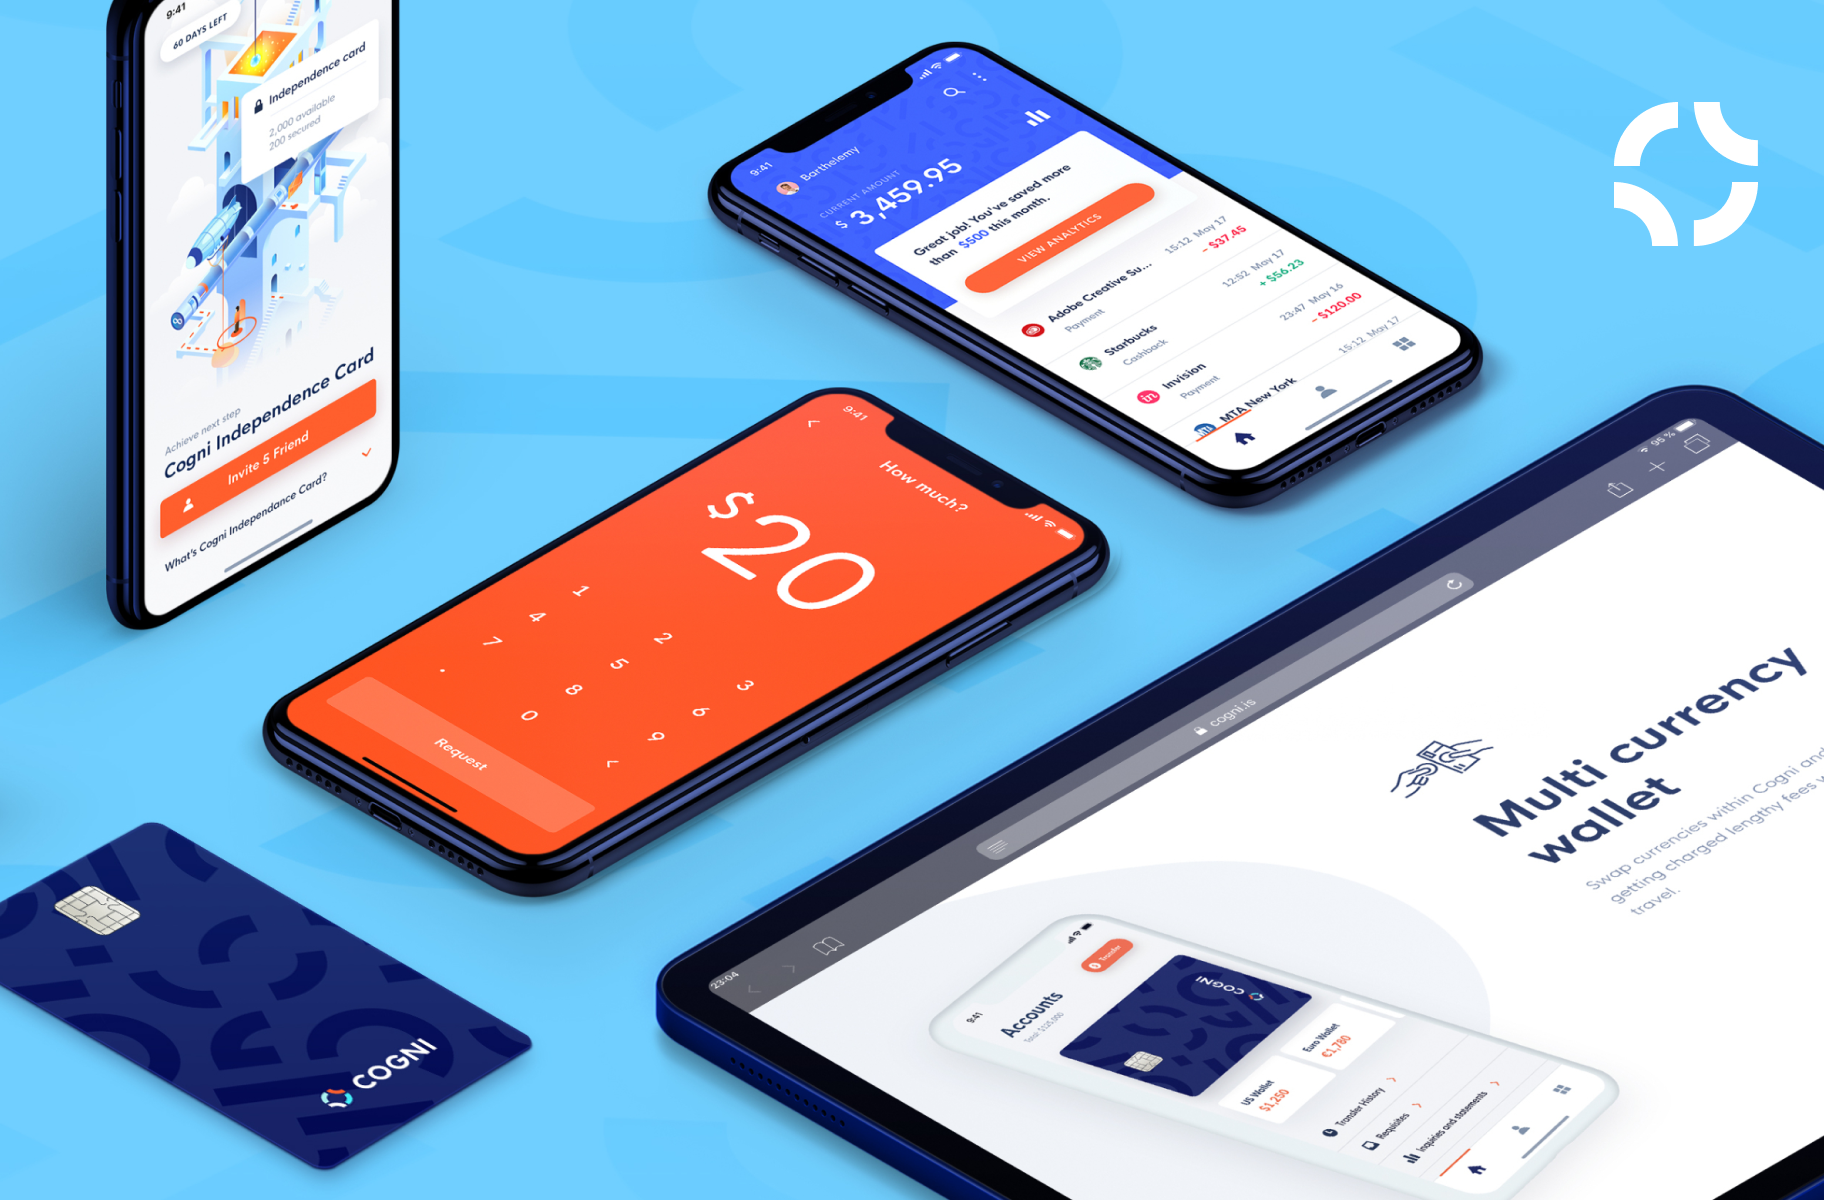 9:41
60 DAYS LEFT
Independence card
2,000 available
200 secured
Achieve next step
Cogni Independence Card
Invite 5 Friend
What's Cogni Independance Card?
9:41
Barthelemy
CURRENT AMOUNT
$ 3,459.95
Great job! You've saved more
than $500 this month.
VIEW ANALYTICS
Adobe Creative Su...
Payment
15:12 May 17
- $37.45
Starbucks
Cashback
12:52 May 17
+ $56.23
Invision
Payment
23:47 May 16
- $120.00
MTA
MTA New York
15:12 May 17
9:41
How much?
$20
1 2 3
4 5 6
7 8 9
. 0 <
Request
COGNI
23:04
95 %
cogni.is
Multi currency
wallet
Swap currencies within Cogni and
getting charged lengthy fees
travel.
9:41
Transfer
Accounts
Total: $125,000
COGNI
US Wallet
$1,250
Euro Wallet
€1,780
Transfer History
Requisites
Inquiries and statements